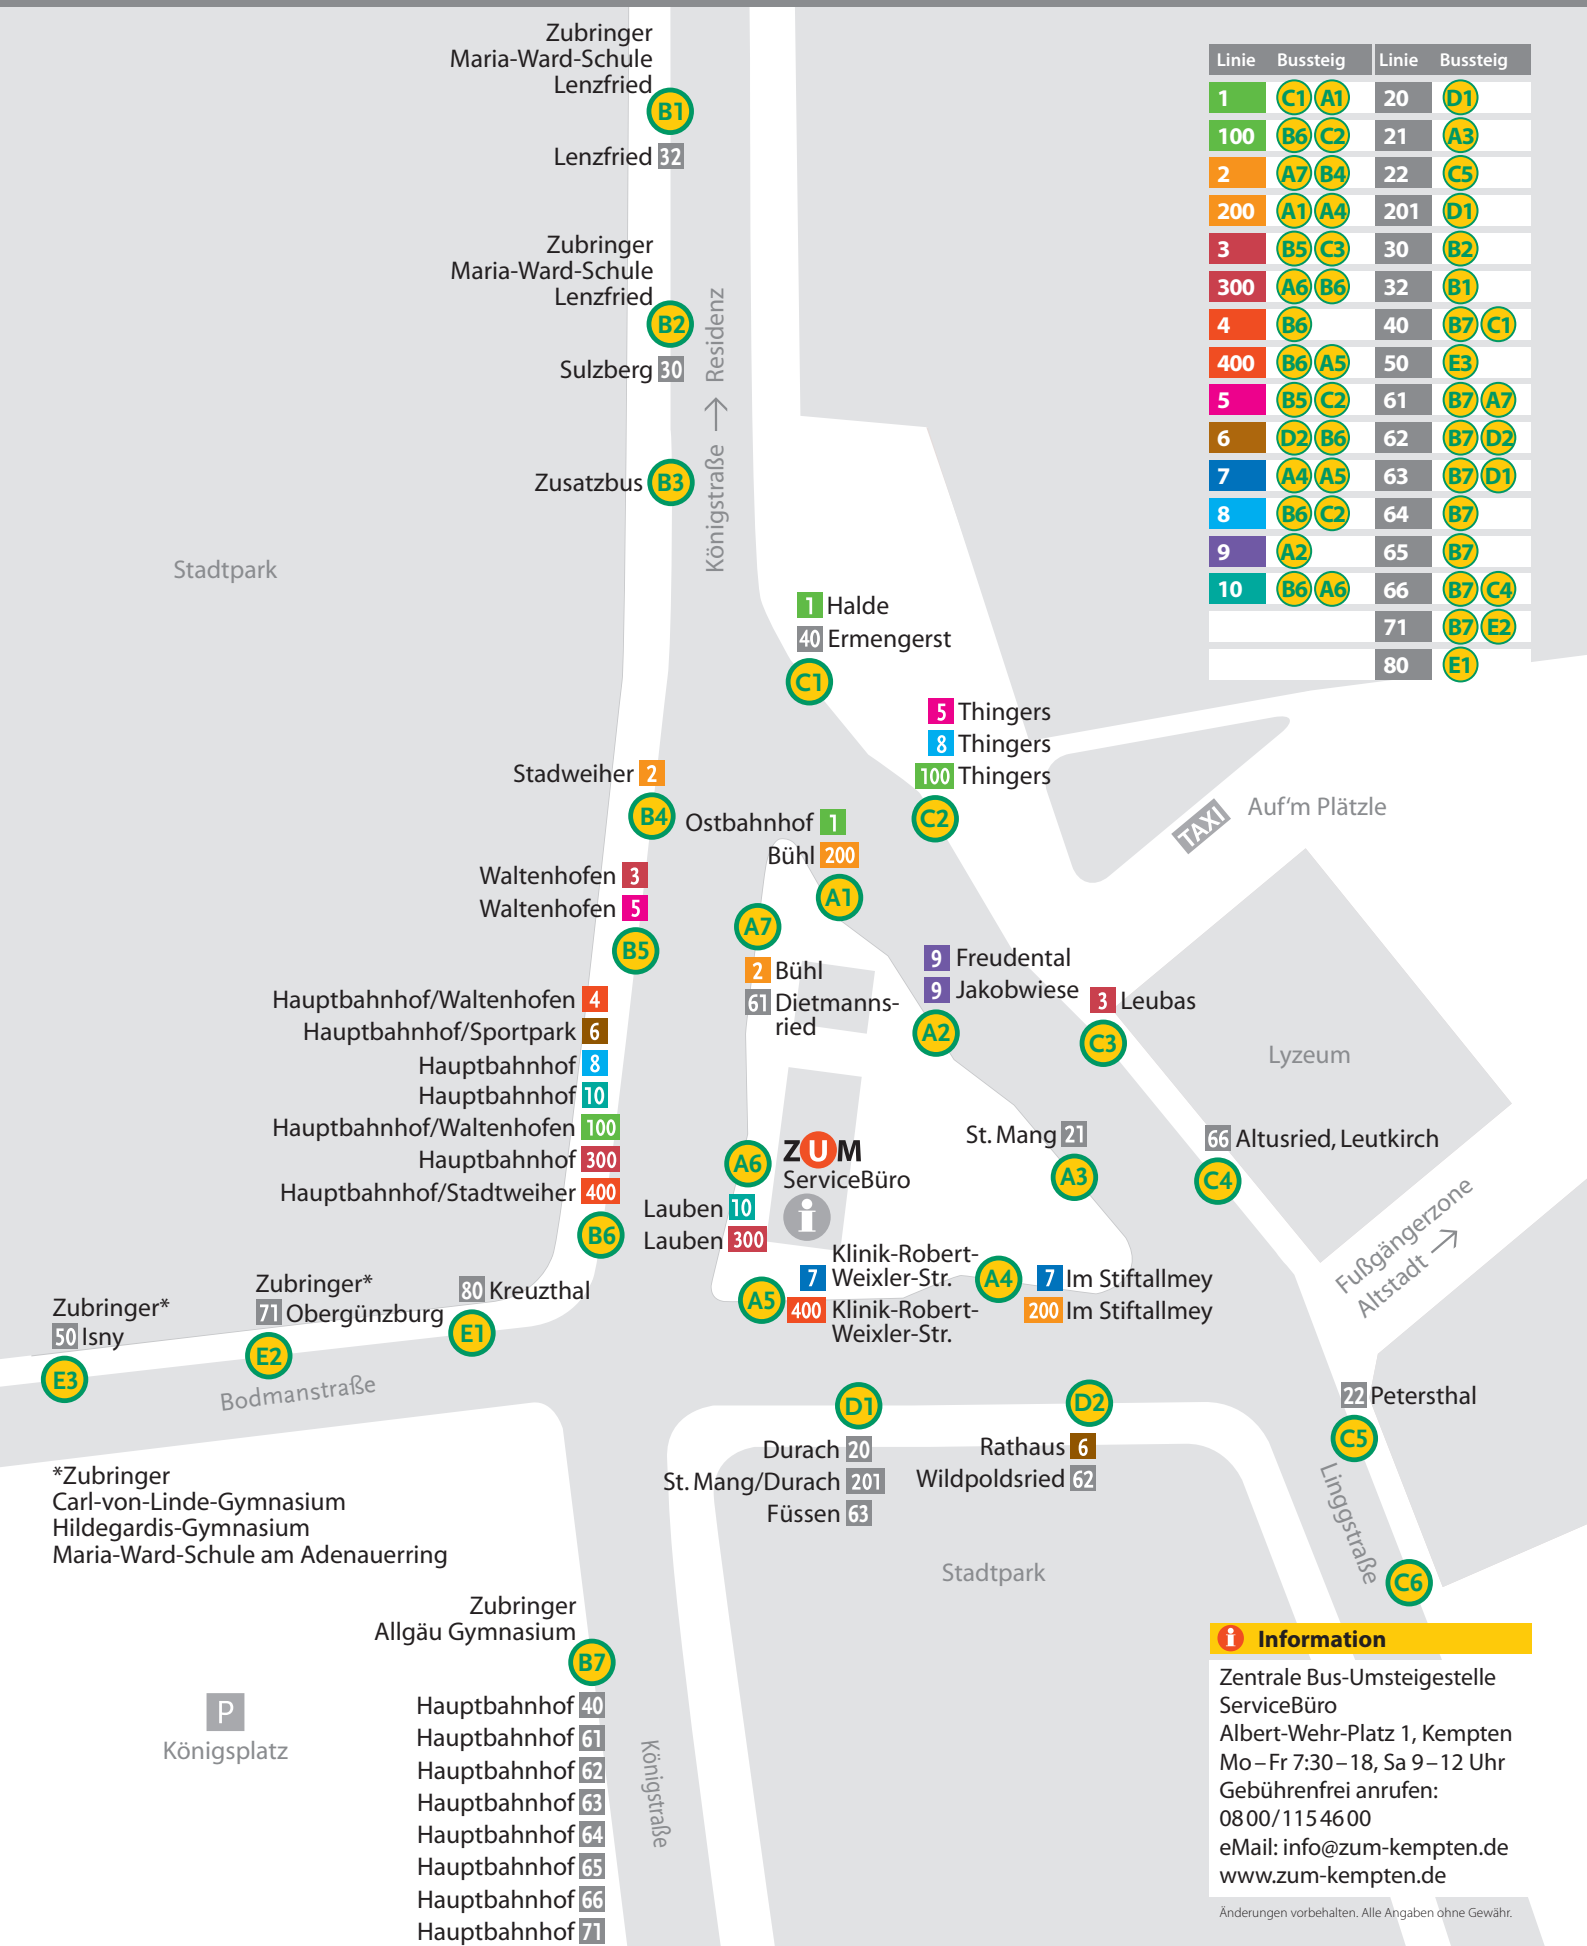 Zubringer
Maria-Ward-Schule
Lenzfried
B1
Lenzfried 32
Zubringer
Maria-Ward-Schule
Lenzfried
B2
Sulzberg 30
Königstraße → Residenz
Zusatzbus B3
Stadtpark
Linie Bussteig Linie Bussteig
1 C1 A1 20 D1
100 B6 C2 21 A3
2 A7 B4 22 C5
200 A1 A4 201 D1
3 B5 C3 30 B2
300 A6 B6 32 B1
4 B6 40 B7 C1
400 B6 A5 50 E3
5 B5 C2 61 B7 A7
6 D2 B6 62 B7 D2
7 A4 A5 63 B7 D1
8 B6 C2 64 B7
9 A2 65 B7
10 B6 A6 66 B7 C4
71 B7 E2
80 E1
1 Halde
40 Ermengerst
C1
5 Thingers
8 Thingers
100 Thingers
C2
TAXI
Auf'm Plätzle
Stadweiher 2
B4
Ostbahnhof 1
Bühl 200
A1
Waltenhofen 3
Waltenhofen 5
B5
A7
2 Bühl
61 Dietmanns-
ried
9 Freudental
9 Jakobwiese
A2
3 Leubas
C3
Lyzeum
Hauptbahnhof/Waltenhofen 4
Hauptbahnhof/Sportpark 6
Hauptbahnhof 8
Hauptbahnhof 10
Hauptbahnhof/Waltenhofen 100
Hauptbahnhof 300
Hauptbahnhof/Stadtweiher 400
B6
A6
ZUM
ServiceBüro
i
Lauben 10
Lauben 300
St. Mang 21
A3
66 Altusried, Leutkirch
C4
Fußgängerzone
Altstadt →
A5
7 Klinik-Robert-
Weixler-Str.
400 Klinik-Robert-
Weixler-Str.
A4
7 Im Stiftallmey
200 Im Stiftallmey
Zubringer*
50 Isny
E3
Zubringer*
71 Obergünzburg
E2
80 Kreuzthal
E1
Bodmanstraße
D1
Durach 20
St. Mang/Durach 201
Füssen 63
D2
Rathaus 6
Wildpoldsried 62
22 Petersthal
C5
Linggstraße
C6
Stadtpark
*Zubringer
Carl-von-Linde-Gymnasium
Hildegardis-Gymnasium
Maria-Ward-Schule am Adenauerring
Zubringer
Allgäu Gymnasium
B7
Hauptbahnhof 40
Hauptbahnhof 61
Hauptbahnhof 62
Hauptbahnhof 63
Hauptbahnhof 64
Hauptbahnhof 65
Hauptbahnhof 66
Hauptbahnhof 71
P
Königsplatz
Königstraße
i Information
Zentrale Bus-Umsteigestelle
ServiceBüro
Albert-Wehr-Platz 1, Kempten
Mo – Fr 7:30 – 18, Sa 9 – 12 Uhr
Gebührenfrei anrufen:
0800/1154600
eMail: info@zum-kempten.de
www.zum-kempten.de
Änderungen vorbehalten. Alle Angaben ohne Gewähr.